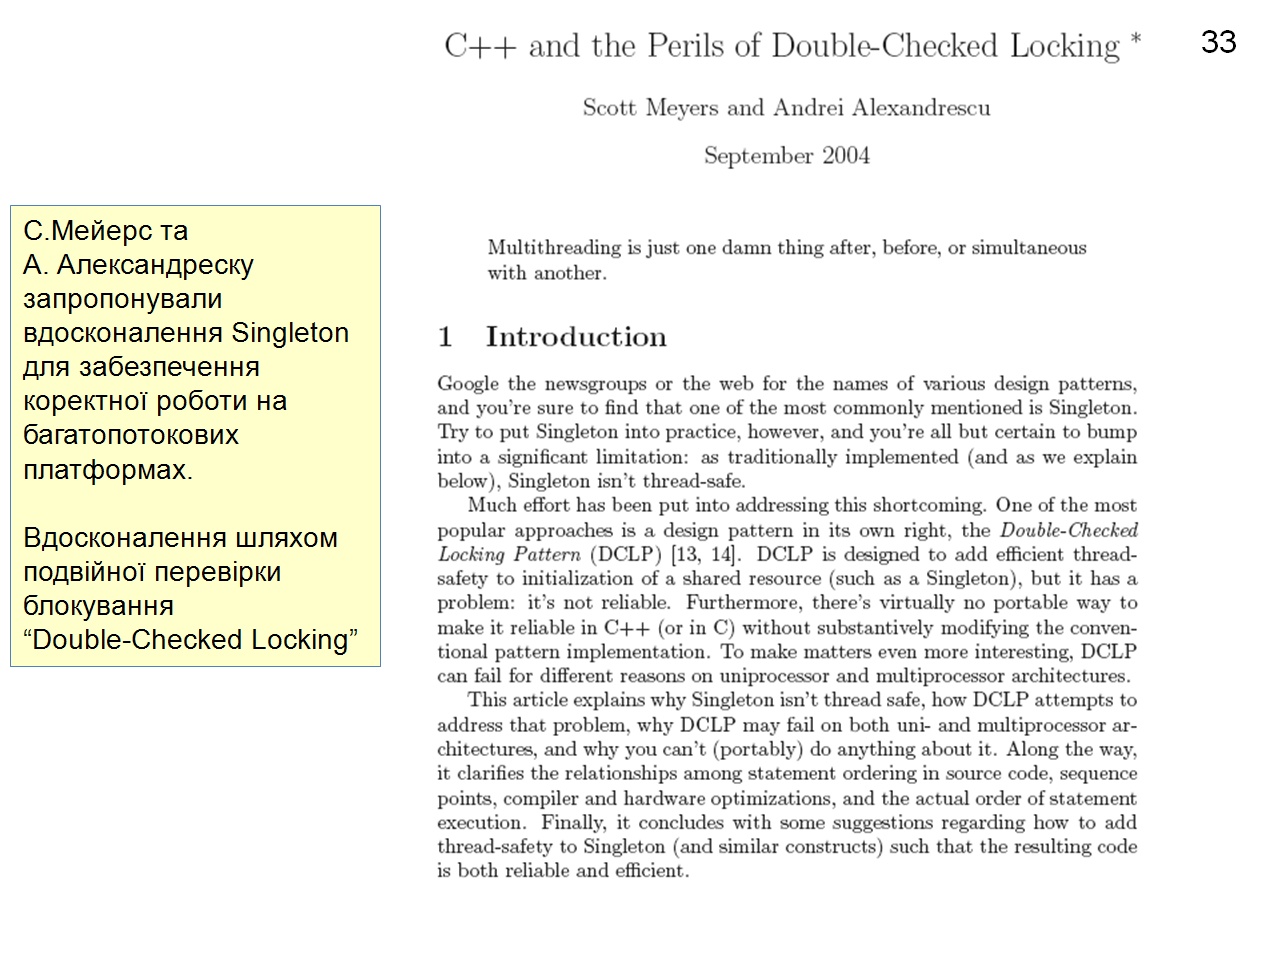 C++ and the Perils of Double-Checked Locking *
33
Scott Meyers and Andrei Alexandrescu
September 2004
С.Мейерс та
А. Александреску
запропонували
вдосконалення Singleton
для забезпечення
коректної роботи на
багатопотокових
платформах.
Вдосконалення шляхом
подвійної перевірки
блокування
“Double-Checked Locking”
Multithreading is just one damn thing after, before, or simultaneous
with another.
1 Introduction
Google the newsgroups or the web for the names of various design patterns,
and you're sure to find that one of the most commonly mentioned is Singleton.
Try to put Singleton into practice, however, and you're all but certain to bump
into a significant limitation: as traditionally implemented (and as we explain
below), Singleton isn't thread-safe.
Much effort has been put into addressing this shortcoming. One of the most
popular approaches is a design pattern in its own right, the Double-Checked
Locking Pattern (DCLP) [13, 14]. DCLP is designed to add efficient thread-
safety to initialization of a shared resource (such as a Singleton), but it has a
problem: it's not reliable. Furthermore, there's virtually no portable way to
make it reliable in C++ (or in C) without substantively modifying the conven-
tional pattern implementation. To make matters even more interesting, DCLP
can fail for different reasons on uniprocessor and multiprocessor architectures.
This article explains why Singleton isn't thread safe, how DCLP attempts to
address that problem, why DCLP may fail on both uni- and multiprocessor ar-
chitectures, and why you can't (portably) do anything about it. Along the way,
it clarifies the relationships among statement ordering in source code, sequence
points, compiler and hardware optimizations, and the actual order of statement
execution. Finally, it concludes with some suggestions regarding how to add
thread-safety to Singleton (and similar constructs) such that the resulting code
is both reliable and efficient.